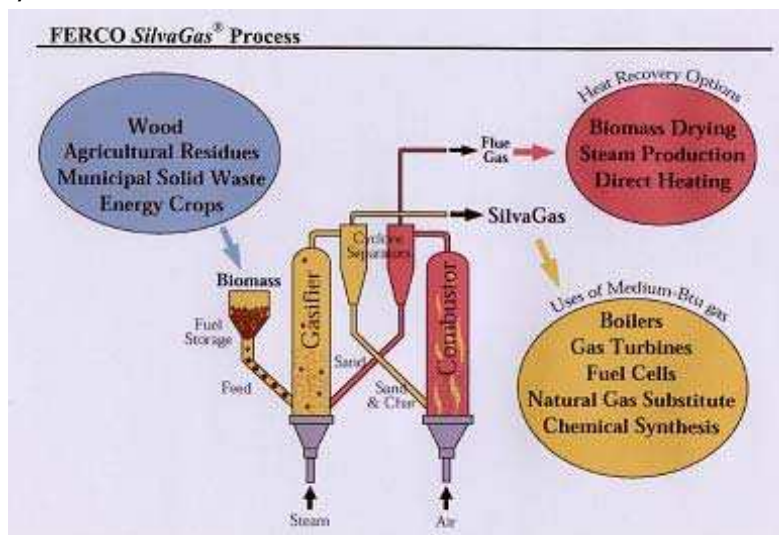 FERCO SilvaGas® Process
Wood
Agricultural Residues
Municipal Solid Waste
Energy Crops
Heat Recovery Options
Biomass Drying
Steam Production
Direct Heating
Flue
Gas
SilvaGas
Cyclone
Separators
Biomass
Fuel
Storage
Feed
Gasifier
Combustor
Sand
Sand
& Char
Steam
Air
Uses of Medium-Btu gas
Boilers
Gas Turbines
Fuel Cells
Natural Gas Substitute
Chemical Synthesis